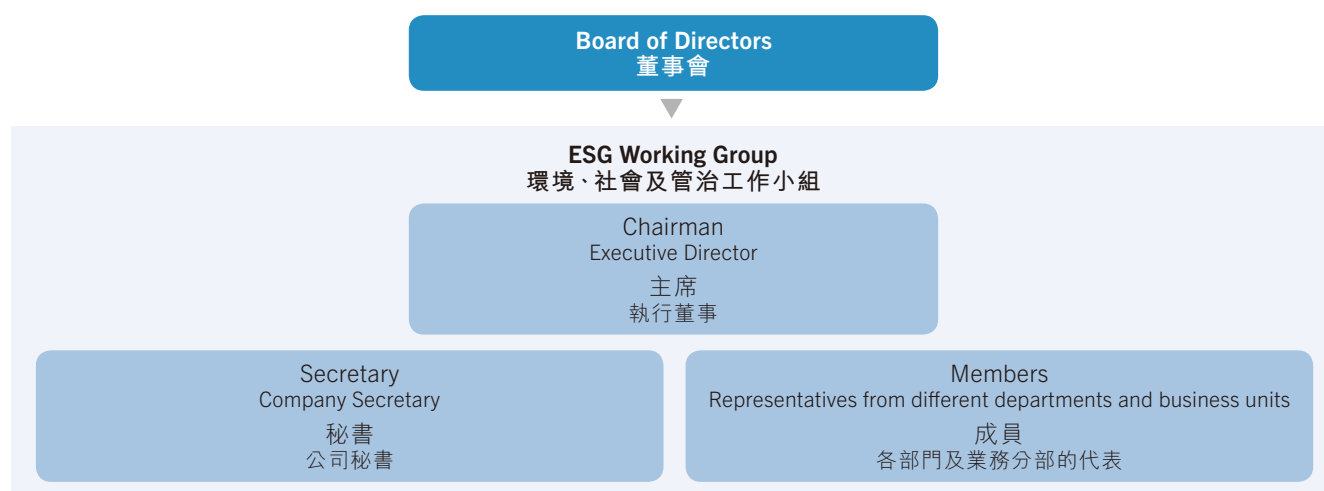 Board of Directors
董事會
ESG Working Group
環境、社會及管治工作小組
Chairman
Executive Director
主席
執行董事
Secretary
Company Secretary
秘書
公司秘書
Members
Representatives from different departments and business units
成員
各部門及業務分部的代表